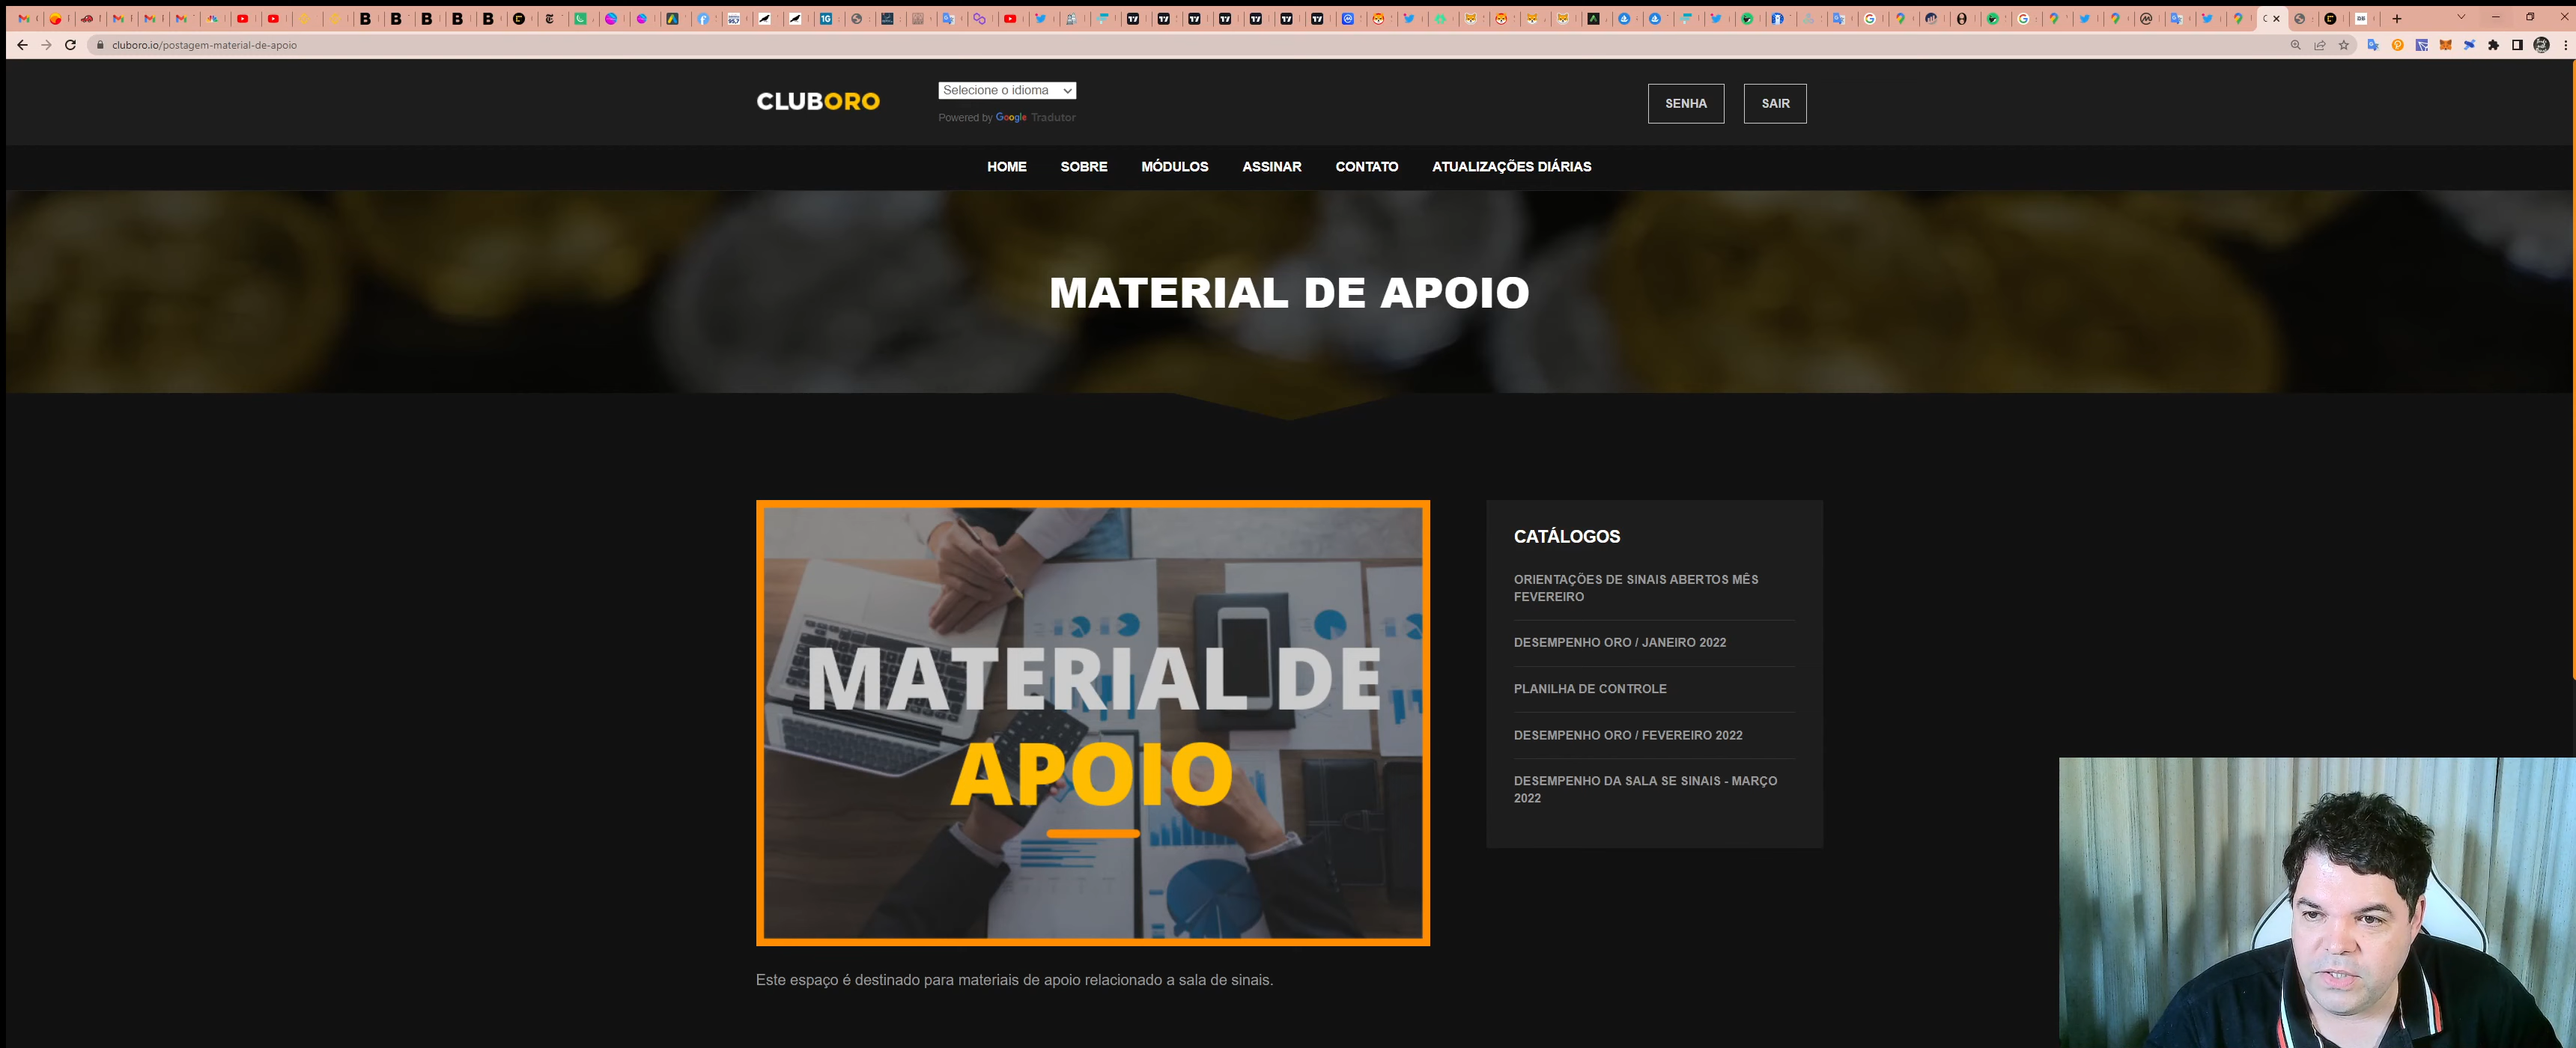 cluboro.io/postagem-material-de-apoio
CLUBORO
Selecione o idioma
Powered by Google Tradutor
SENHA
SAIR
HOME
SOBRE
MÓDULOS
ASSINAR
CONTATO
ATUALIZAÇÕES DIÁRIAS
MATERIAL DE APOIO
MATERIAL DE
APOIO
Este espaço é destinado para materiais de apoio relacionado a sala de sinais.
CATÁLOGOS
ORIENTAÇÕES DE SINAIS ABERTOS MÊS
FEVEREIRO
DESEMPENHO ORO / JANEIRO 2022
PLANILHA DE CONTROLE
DESEMPENHO ORO / FEVEREIRO 2022
DESEMPENHO DA SALA SE SINAIS - MARÇO
2022